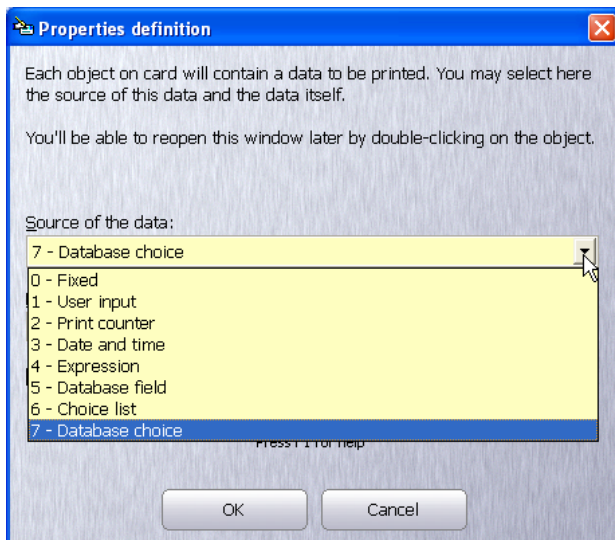 Properties definition
Each object on card will contain a data to be printed. You may select here
the source of this data and the data itself.
You'll be able to reopen this window later by double-clicking on the object.
Source of the data:
7 - Database choice
0 - Fixed
1 - User input
2 - Print counter
3 - Date and time
4 - Expression
5 - Database field
6 - Choice list
7 - Database choice
Press F1 for help
OK
Cancel